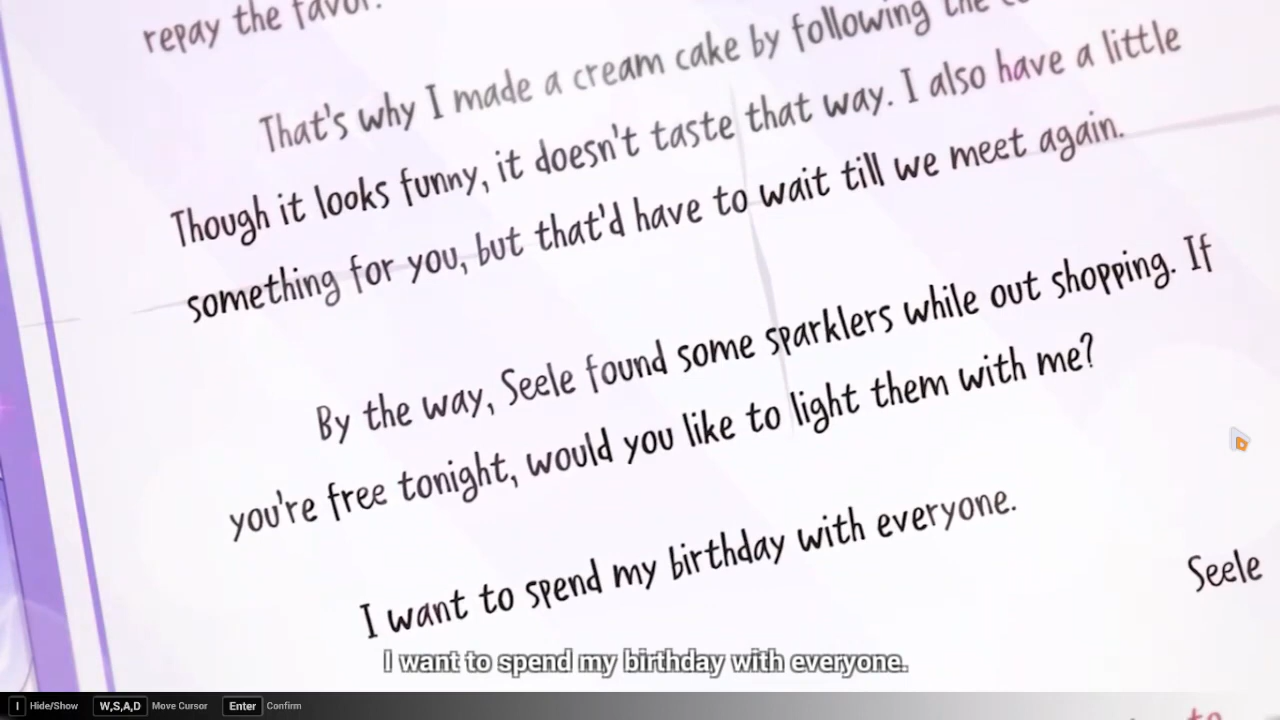 repay the favor.
That's why I made a cream cake by following the
Though it looks funny, it doesn't taste that way. I also have a little
something for you, but that'd have to wait till we meet again.
By the way, Seele found some sparklers while out shopping. If
you're free tonight, would you like to light them with me?
I want to spend my birthday with everyone.
Seele
I want to spend my birthday with everyone.
I Hide/Show W,S,A,D Move Cursor Enter Confirm
to